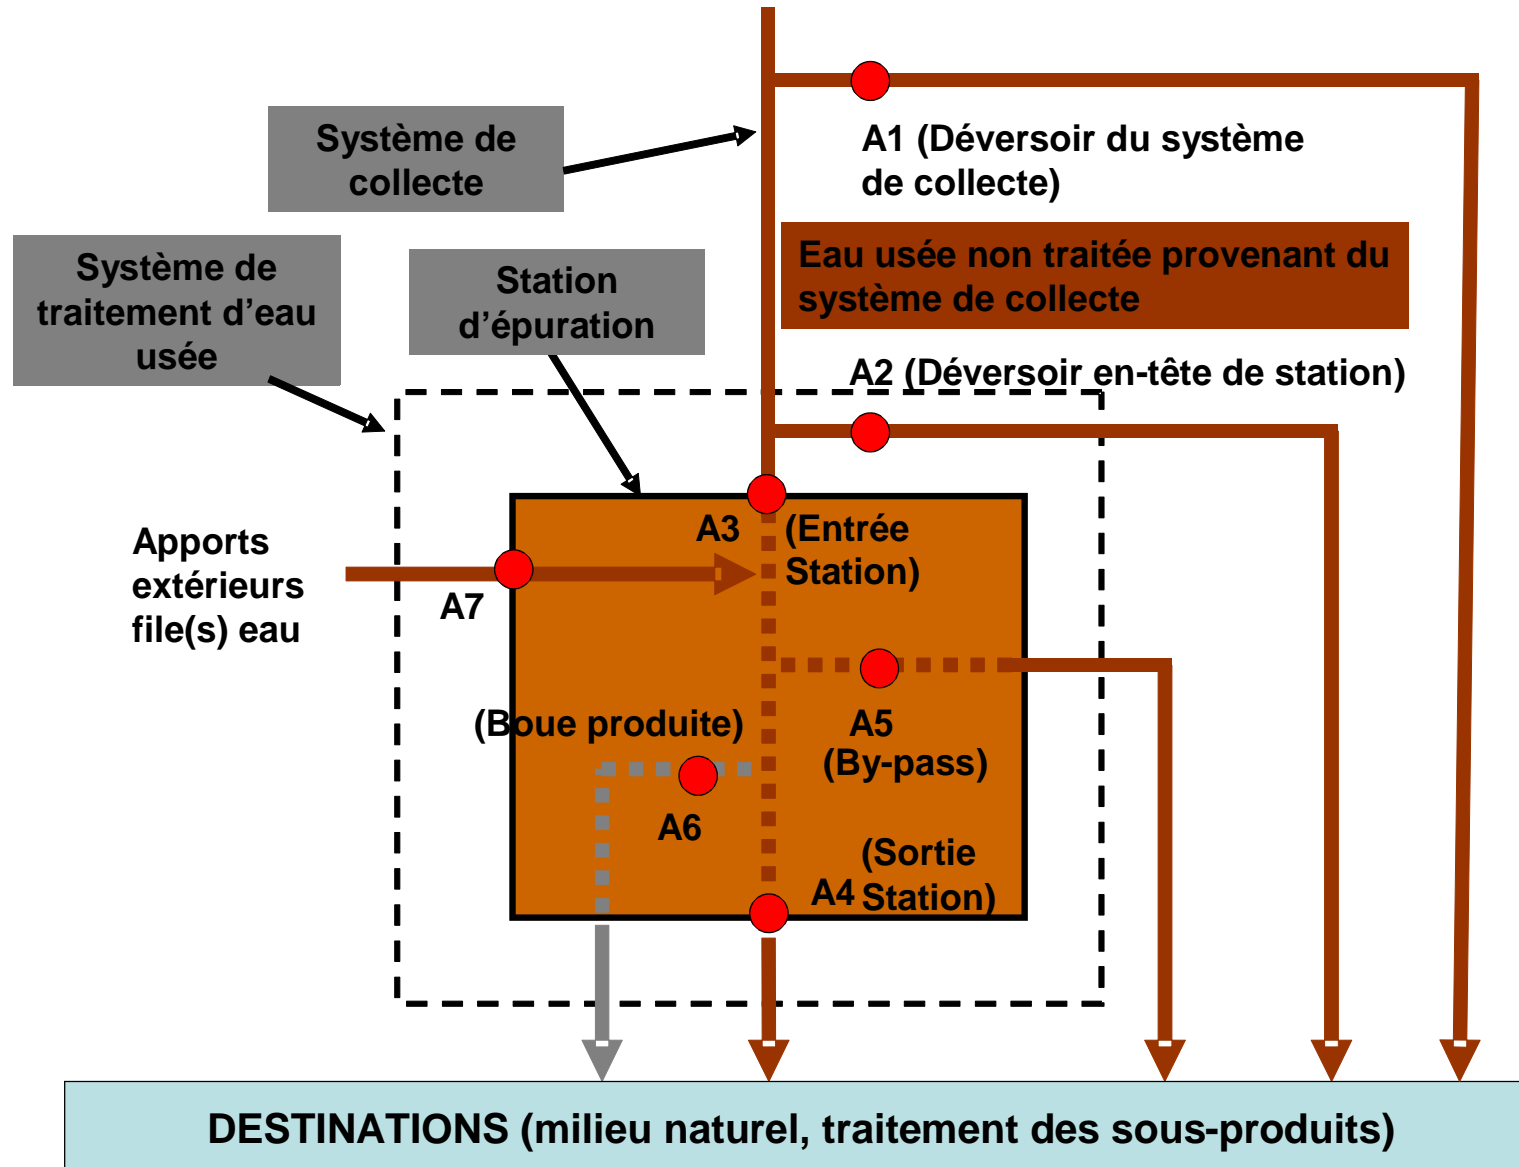 Système de
collecte
A1 (Déversoir du système
de collecte)
Eau usée non traitée provenant du
système de collecte
Système de
traitement d’eau
usée
Station
d’épuration
A2 (Déversoir en-tête de station)
A3
(Entrée
Station)
Apports
extérieurs
file(s) eau
A7
(Boue produite)
A5
(By-pass)
A6
(Sortie
A4
Station)
DESTINATIONS (milieu naturel, traitement des sous-produits)